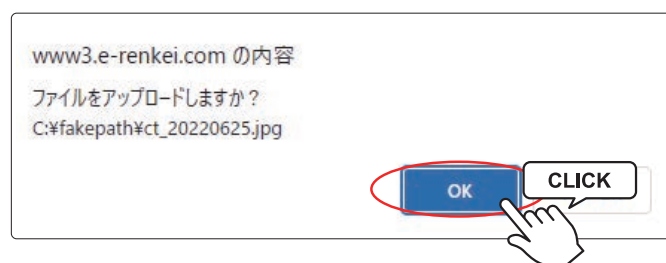 www3.e-renkei.com の内容
ファイルをアップロードしますか？
C:¥fakepath¥ct_20220625.jpg
OK
CLICK